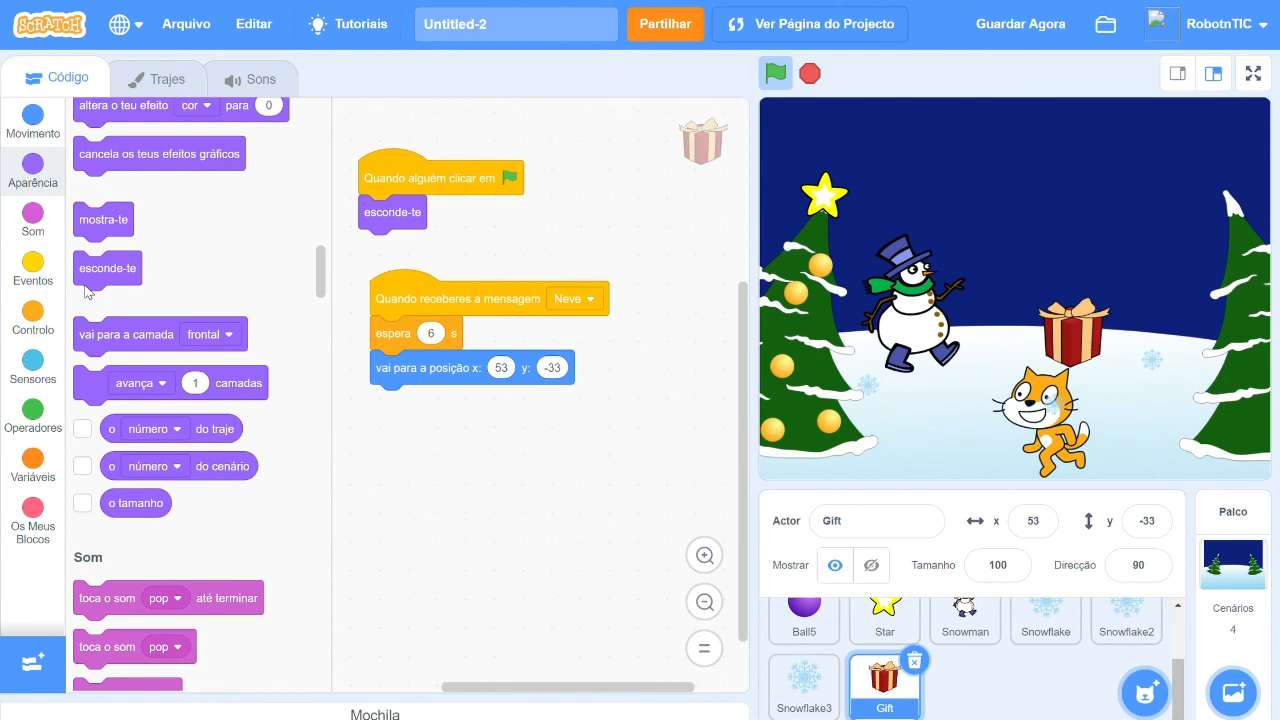 SCRATCH
Arquivo
Editar
Tutoriais
Untitled-2
Partilhar
Ver Página do Projecto
Guardar Agora
RobotnTIC
Código
Trajes
Sons
Movimento
Aparência
Som
Eventos
Controlo
Sensores
Operadores
Variáveis
Os Meus
Blocos
altera o teu efeito cor para 0
cancela os teus efeitos gráficos
mostra-te
esconde-te
vai para a camada frontal
avança 1 camadas
o número do traje
o número do cenário
o tamanho
Som
toca o som pop até terminar
toca o som pop
Quando alguém clicar em
esconde-te
Quando receberes a mensagem Neve
espera 6 s
vai para a posição x: 53 y: -33
Mochila
Actor Gift x 53 y -33
Mostrar Tamanho 100 Direcção 90
Ball5
Star
Snowman
Snowflake
Snowflake2
Snowflake3
Gift
Palco
Cenários
4